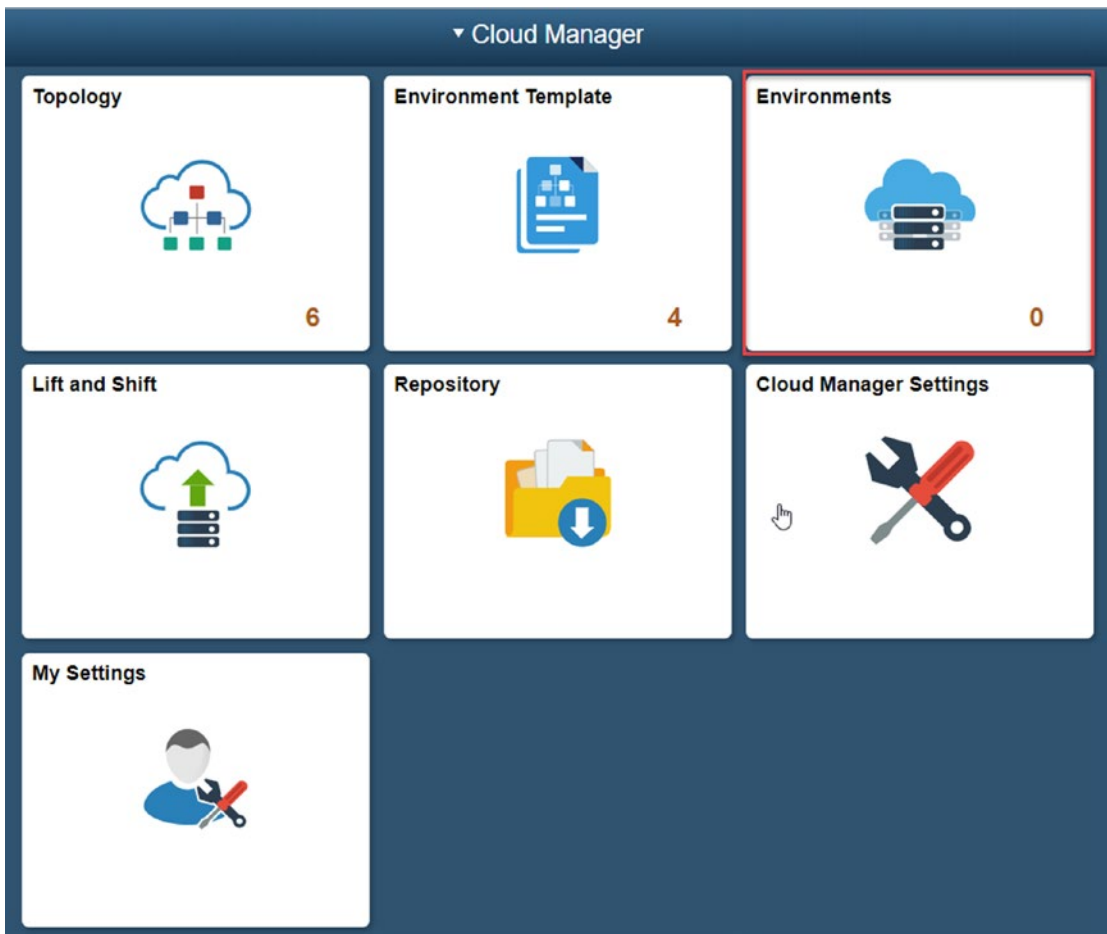 Cloud Manager
Topology
6
Environment Template
4
Environments
0
Lift and Shift
Repository
Cloud Manager Settings
My Settings